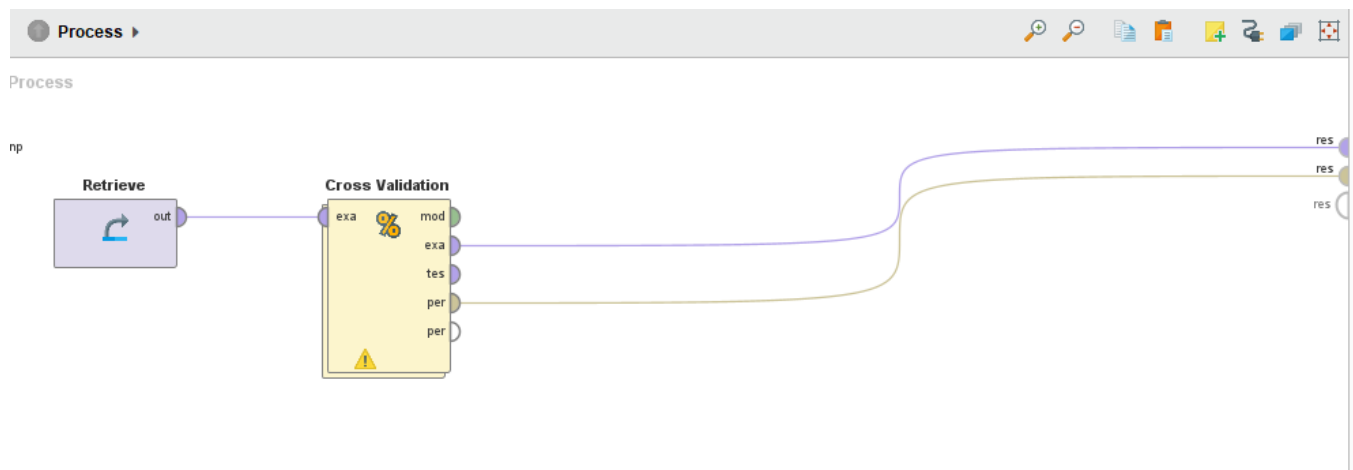 Process
Process
np
res
res
res
Retrieve
out
Cross Validation
exa
mod
exa
tes
per
per